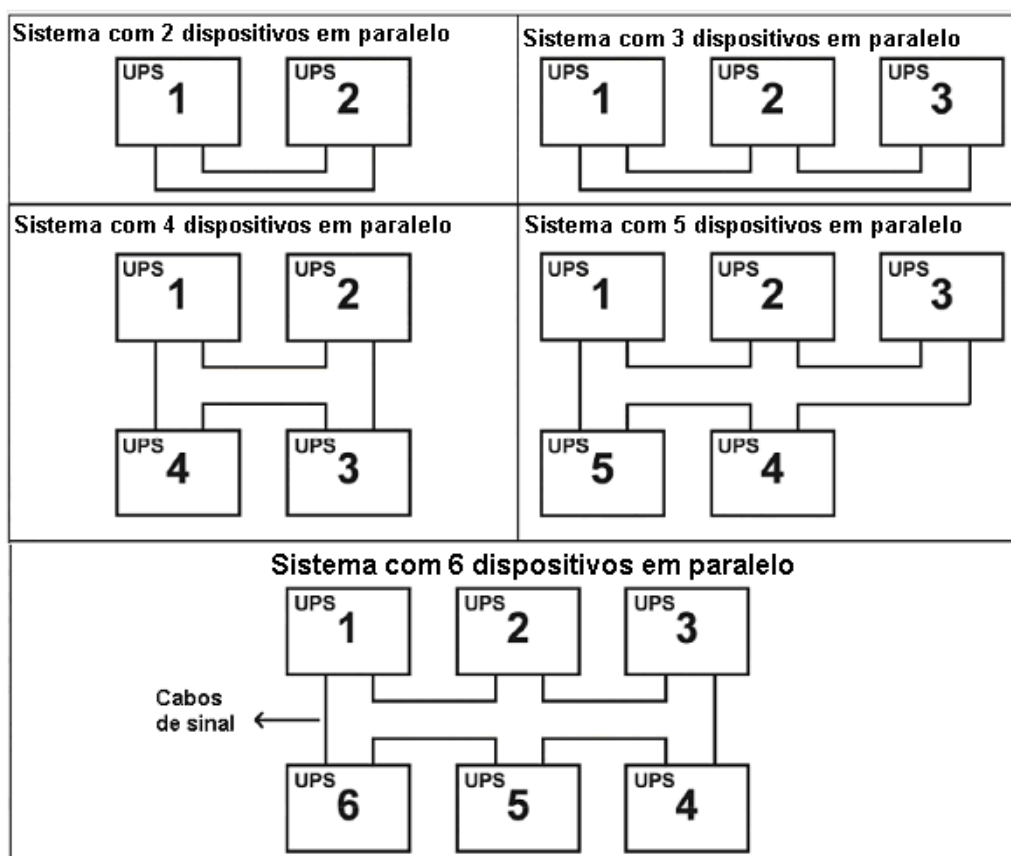 Sistema com 2 dispositivos em paralelo
UPS 1
UPS 2
Sistema com 3 dispositivos em paralelo
UPS 1
UPS 2
UPS 3
Sistema com 4 dispositivos em paralelo
UPS 1
UPS 2
UPS 4
UPS 3
Sistema com 5 dispositivos em paralelo
UPS 1
UPS 2
UPS 3
UPS 5
UPS 4
Sistema com 6 dispositivos em paralelo
UPS 1
UPS 2
UPS 3
Cabos
de sinal
UPS 6
UPS 5
UPS 4